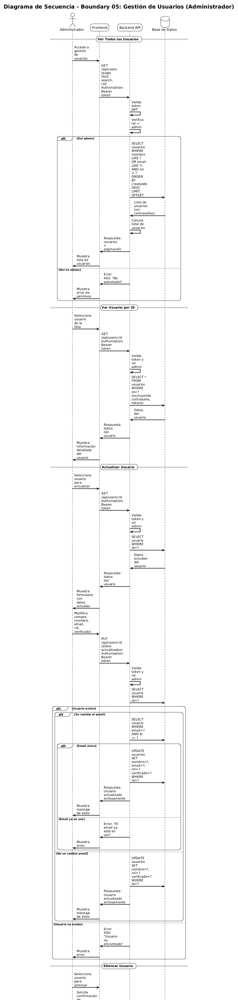 Diagrama de Secuencia - Boundary 05: Gestión de Usuarios (Administrador)
Administrador
Frontend
Backend API
Base de Datos
Ver Todos los Usuarios
Accede a
gestión
de
usuarios
GET
/api/users
(page,
limit,
search,
rol)
Authorization:
Bearer
token
Valida
token
JWT
Verifica
rol =
admin
alt
[Rol admin]
SELECT
usuarios
WHERE
(nombre
LIKE ?
OR email
LIKE ?)
AND rol
= ?
ORDER
BY
createdAt
DESC
LIMIT,
OFFSET
Lista de
usuarios
(sin
contraseñas)
Calcula
total de
usuarios
Respuesta:
usuarios
+
paginación
Muestra
lista de
usuarios
[Rol no admin]
Error
403: "No
autorizado"
Muestra
error de
permisos
Ver Usuario por ID
Selecciona
usuario
de la
lista
GET
/api/users/:id
Authorization:
Bearer
token
Valida
token y
rol
admin
SELECT *
FROM
usuarios
WHERE
id=?
(excluyendo
contraseña,
tokens)
Datos
del
usuario
Respuesta:
datos
del
usuario
Muestra
información
detallada
del
usuario
Actualizar Usuario
Selecciona
usuario
para
actualizar
GET
/api/users/:id
Authorization:
Bearer
token
Valida
token y
rol
admin
SELECT
usuario
WHERE
id=?
Datos
actuales
del
usuario
Respuesta:
datos
del
usuario
Muestra
formulario
con
datos
actuales
Modifica
campos
(nombre,
email,
rol,
verificado)
PUT
/api/users/:id
(datos
actualizados)
Authorization:
Bearer
token
Valida
token y
rol
admin
SELECT
usuario
WHERE
id=?
alt
[Usuario existe]
alt
[Se cambia el email]
SELECT
usuario
WHERE
email=?
AND id
!= ?
alt
[Email único]
UPDATE
usuarios
SET
nombre=?,
email=?,
rol=?,
verificado=?
WHERE
id=?
Respuesta:
Usuario
actualizado
exitosamente
Muestra
mensaje
de éxito
[Email ya en uso]
Error: "El
email ya
está en
uso"
Muestra
error
[No se cambia email]
UPDATE
usuarios
SET
nombre=?,
rol=?,
verificado=?
WHERE
id=?
Respuesta:
Usuario
actualizado
exitosamente
Muestra
mensaje
de éxito
[Usuario no existe]
Error
404:
"Usuario
no
encontrado"
Muestra
error
Eliminar Usuario
Selecciona
usuario
para
eliminar
Solicita
confirmación
de